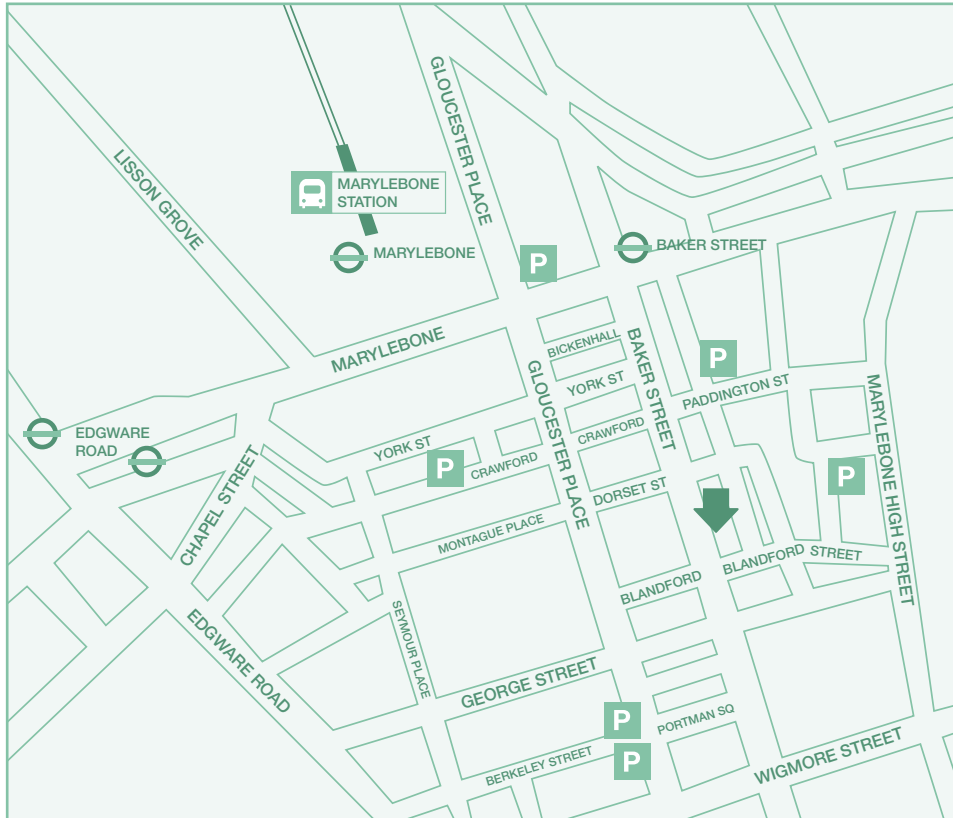 GLOUCESTER PLACE
LISSON GROVE
MARYLEBONE
STATION
MARYLEBONE
BAKER STREET
P
MARYLEBONE
BICKENHALL
BAKER STREET
P
GLOUCESTER PLACE
YORK ST
PADDINGTON ST
MARYLEBONE HIGH STREET
EDGWARE
ROAD
YORK ST
CRAWFORD
P
CRAWFORD
P
CHAPEL STREET
DORSET ST
MONTAGUE PLACE
BLANDFORD STREET
BLANDFORD
SEYMOUR PLACE
EDGWARE ROAD
GEORGE STREET
P
PORTMAN SQ
P
BERKELEY STREET
WIGMORE STREET